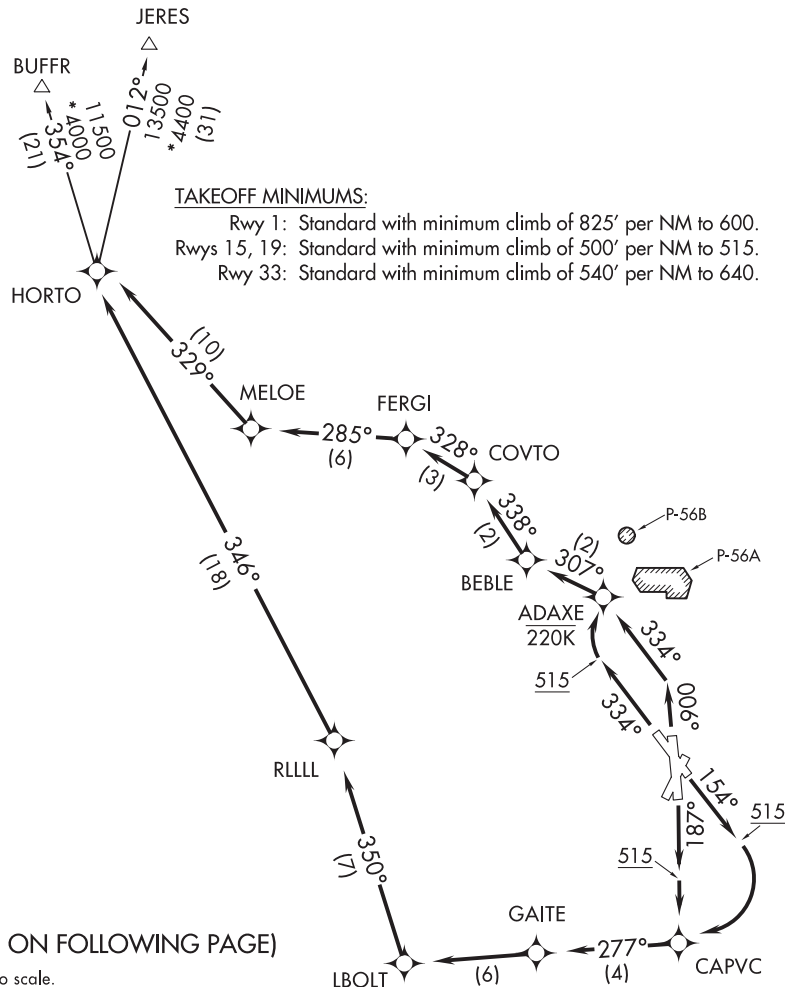 JERES
BUFFR
012°
13500
*4400
(31)
11500
* 4000
354°
(21)
TAKEOFF MINIMUMS:
Rwy 1: Standard with minimum climb of 825' per NM to 600.
Rwys 15, 19: Standard with minimum climb of 500' per NM to 515.
Rwy 33: Standard with minimum climb of 540' per NM to 640.
HORTO
(10)
329°
MELOE
FERGI
285°
(6)
328°
(3)
COVTO
338°
(2)
P-56B
P-56A
(2)
307°
BEBLE
ADAXE
220K
346°
(18)
334°
515
334°
006°
RLLLL
154°
515
187°
515
350°
(7)
GAITE
ON FOLLOWING PAGE)
277°
(4)
CAPVC
(6)
LBOLT
o scale.